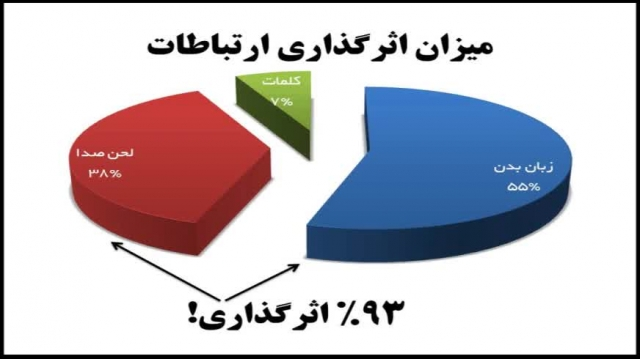 میزان اثرگذاری ارتباطات
کلمات
۷%
زبان بدن
۵۵%
لحن صدا
۳۸%
۹۳% اثرگذاری!